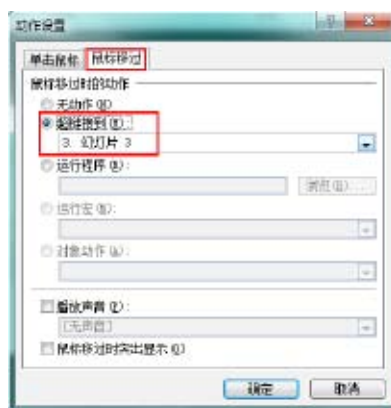 动作设置
单击鼠标 鼠标移过
鼠标移过时的动作
无动作(N)
超链接到(H):
3. 幻灯片 3
运行程序(R):
浏览(B)...
运行宏(M):
对象动作(A):
播放声音(P):
[无声音]
鼠标移过时突出显示(O)
确定 取消